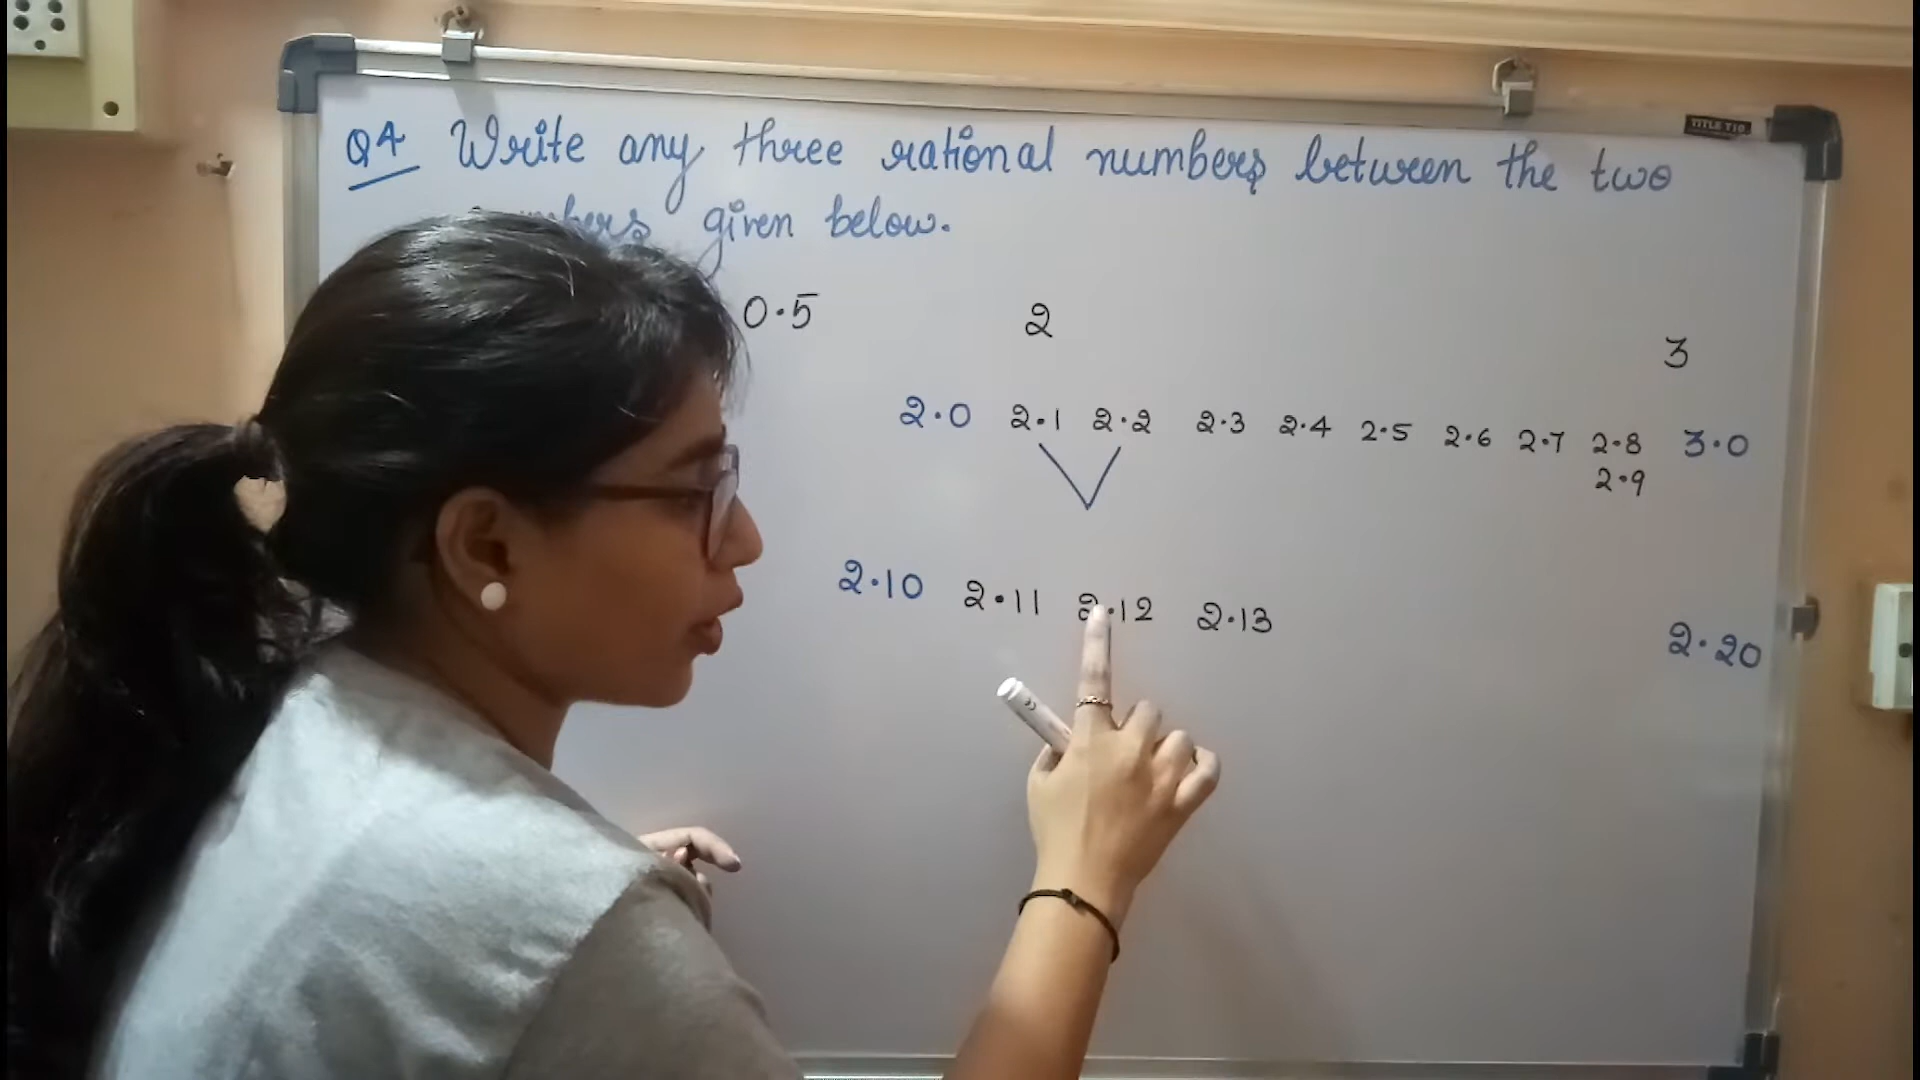 TITLE T10
Q4 Write any three rational numbers between the two
given below.
0.5 2 3
2.0 2.1 2.2 2.3 2.4 2.5 2.6 2.7 2.8 3.0
2.9
2.10 2.11 2.12 2.13 2.20